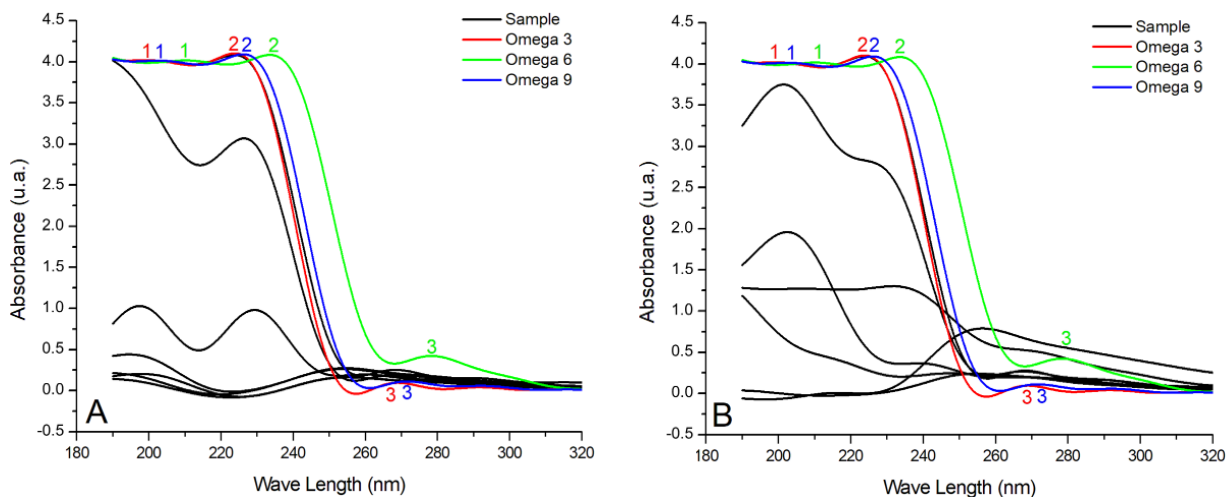 4.5
4.0
3.5
3.0
2.5
2.0
1.5
1.0
0.5
0.0
-0.5
Absorbance (u.a.)
1 1 1 2 2 2
3
3 3
Sample
Omega 3
Omega 6
Omega 9
A
180 200 220 240 260 280 300 320
Wave Length (nm)
4.5
4.0
3.5
3.0
2.5
2.0
1.5
1.0
0.5
0.0
-0.5
Absorbance (u.a.)
1 1 1 2 2 2
3
3 3
Sample
Omega 3
Omega 6
Omega 9
B
180 200 220 240 260 280 300 320
Wave Length (nm)